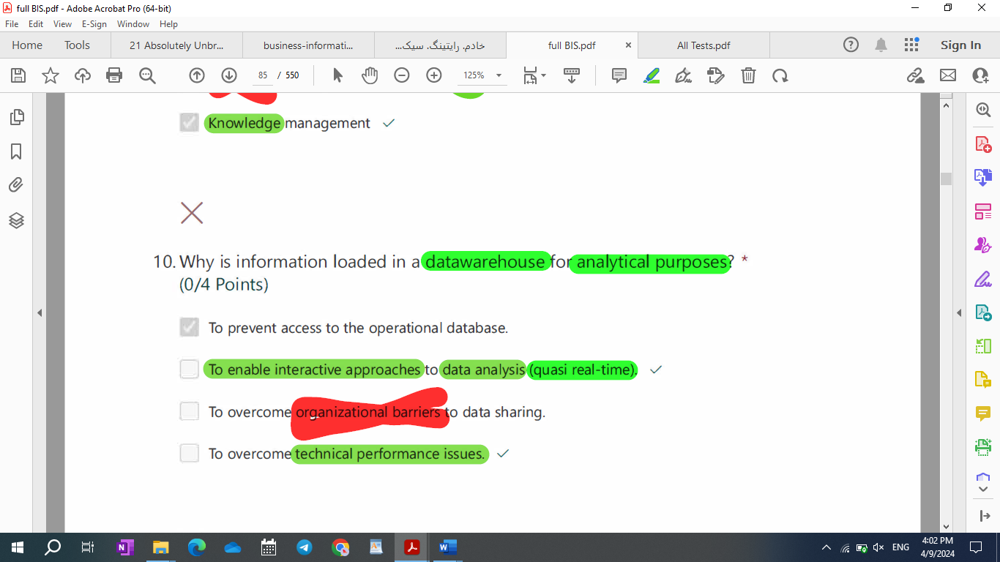 full BIS.pdf - Adobe Acrobat Pro (64-bit)
File Edit View E-Sign Window Help
Home Tools 21 Absolutely Unbr... business-informati... خادم. رایتینگ. سیک... full BIS.pdf × All Tests.pdf Sign In
85 / 550 125%
Knowledge management
10. Why is information loaded in a datawarehouse for analytical purposes? *
(0/4 Points)
To prevent access to the operational database.
To enable interactive approaches to data analysis (quasi real-time).
To overcome organizational barriers to data sharing.
To overcome technical performance issues.
ENG
4:02 PM
4/9/2024